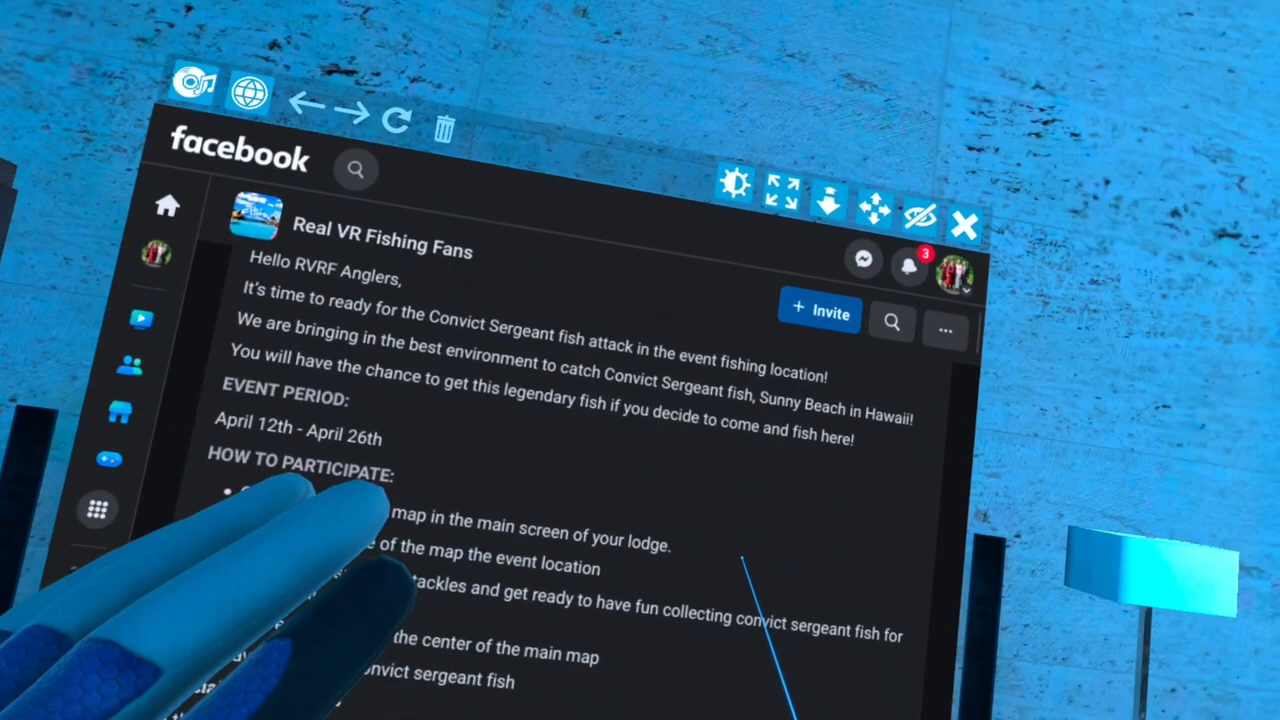 facebook
Real VR Fishing Fans
3
+ Invite
Hello RVRF Anglers,
It's time to ready for the Convict Sergeant fish attack in the event fishing location!
We are bringing in the best environment to catch Convict Sergeant fish, Sunny Beach in Hawaii!
You will have the chance to get this legendary fish if you decide to come and fish here!
EVENT PERIOD:
April 12th - April 26th
HOW TO PARTICIPATE:
map in the main screen of your lodge.
of the map the event location
tackles and get ready to have fun collecting convict sergeant fish for
the center of the main map
sergeant fish